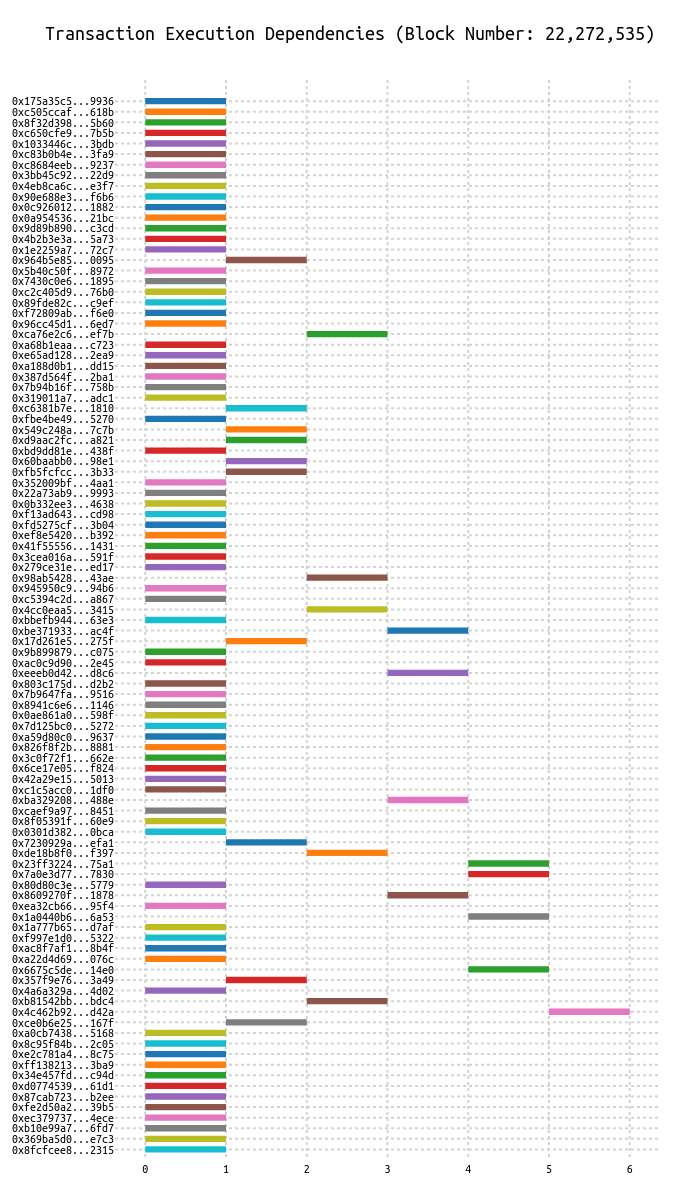 Transaction Execution Dependencies (Block Number: 22,272,535)
0x175a35c5...9936
0xc505ccaf...618b
0x8f32d398...5b60
0xc650cfe9...7b5b
0x1033446c...3bdb
0xc83b0b4e...3fa9
0xc8684eeb...9237
0x3bb45c92...22d9
0x4eb8ca6c...e3f7
0x90e688e3...f6b6
0x0c926012...1882
0x0a954536...21bc
0x9d89b890...c3cd
0x4b2b3e3a...5a73
0x1e2259a7...72c7
0x964b5e85...0095
0x5b40c50f...8972
0x7430c0e6...1895
0xc2c405d9...76b0
0x89fde82c...c9ef
0xf72809ab...f6e0
0x96cc45d1...6ed7
0xca76e2c6...ef7b
0xa68b1eaa...c723
0xe65ad128...2ea9
0xa188d0b1...dd15
0x387d564f...2ba1
0x7b94b16f...758b
0x319011a7...adc1
0xc6381b7e...1810
0xfbe4be49...5270
0x549c248a...7c7b
0xd9aac2fc...a821
0xbd9dd81e...438f
0x60baabb0...98e1
0xfb5fcfcc...3b33
0x352009bf...4aa1
0x22a73ab9...9993
0x0b332ee3...4638
0xf13ad643...cd98
0xfd5275cf...3b04
0xef8e5420...b392
0x41f55556...1431
0x3cea016a...591f
0x279ce31e...ed17
0x98ab5428...43ae
0x945950c9...94b6
0xc5394c2d...a867
0x4cc0eaa5...3415
0xbbefb944...63e3
0xbe371933...ac4f
0x17d261e5...275f
0x9b899879...c075
0xac0c9d90...2e45
0xeeeb0d42...d8c6
0x803c175d...d2b2
0x7b9647fa...9516
0x8941c6e6...1146
0x0ae861a0...598f
0x7d125bc0...5272
0xa59d80c0...9637
0x826f8f2b...8881
0x3c0f72f1...662e
0x6ce17e05...f824
0x42a29e15...5013
0xc1c5acc0...1df0
0xba329208...488e
0xcaef9a97...8451
0x8f05391f...60e9
0x0301d382...0bca
0x7230929a...efa1
0xde18b8f0...f397
0x23ff3224...75a1
0x7a0e3d77...7830
0x80d80c3e...5779
0x8609270f...1878
0xea32cb66...95f4
0x1a0440b6...6a53
0x1a777b65...d7af
0xf997e1d0...5322
0xac8f7af1...8b4f
0xa22d4d69...076c
0x6675c5de...14e0
0x357f9e76...3a49
0x4a6a329a...4d02
0xb81542bb...bdc4
0x4c462b92...d42a
0xce0b6e25...167f
0xa0cb7438...5168
0x8c95f84b...2c05
0xe2c781a4...8c75
0xff138213...3ba9
0x34e457fd...c94d
0xd0774539...61d1
0x87cab723...b2ee
0xfe2d50a2...39b5
0xec379737...4ece
0xb10e99a7...6fd7
0x369ba5d0...e7c3
0x8fcfcee8...2315
0 1 2 3 4 5 6